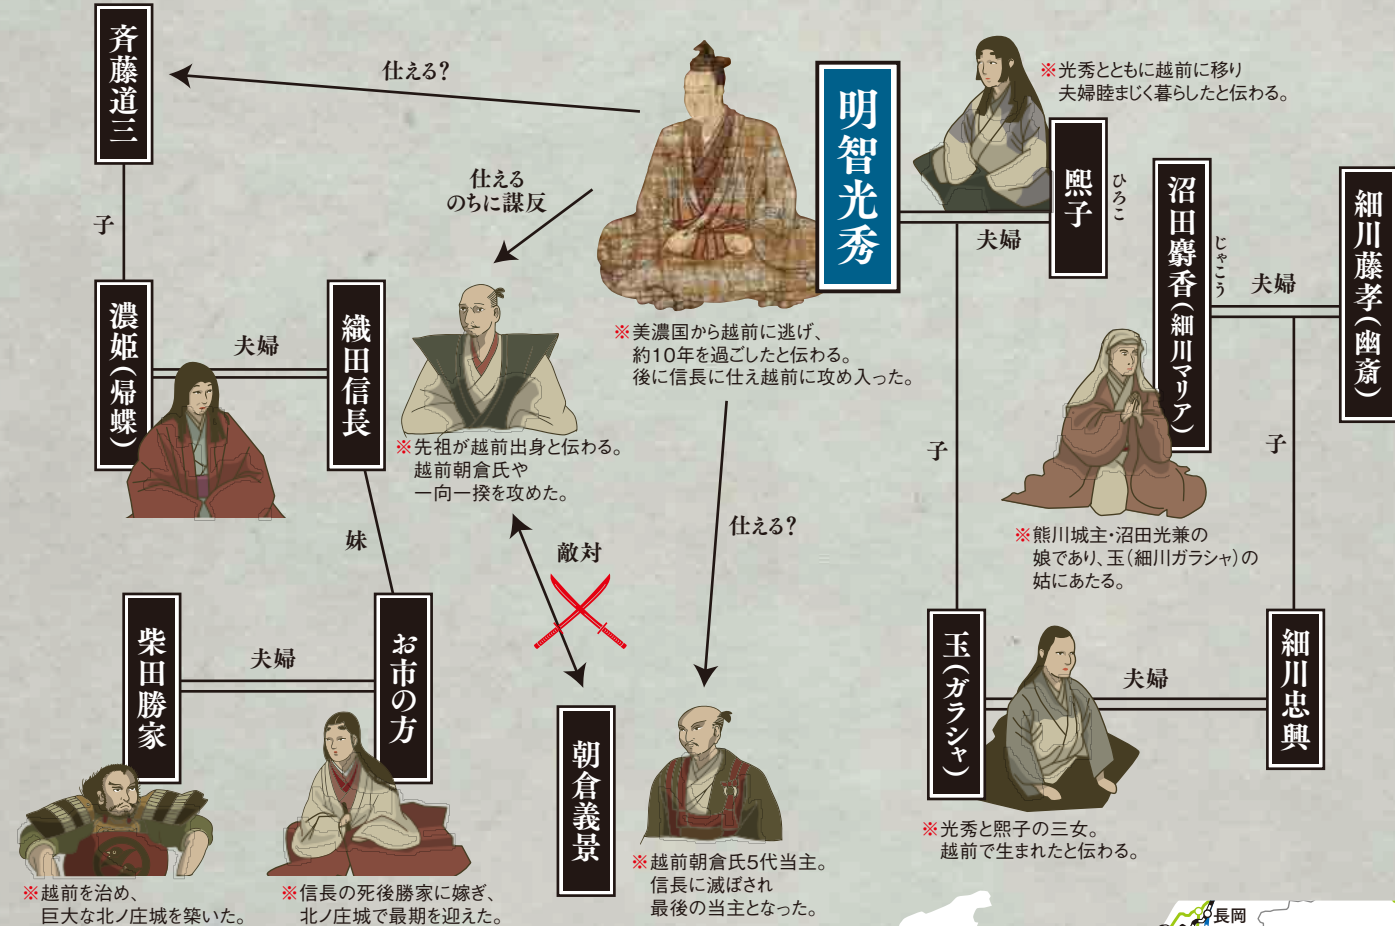 斉藤道三
仕える？
明智光秀
※光秀とともに越前に移り
夫婦睦まじく暮らしたと伝わる。
熙子
ひろこ
夫婦
沼田麝香（細川マリア）
じゃこう
夫婦
細川藤孝（幽斎）
子
仕える
のちに謀反
濃姫（帰蝶）
夫婦
織田信長
※先祖が越前出身と伝わる。
越前朝倉氏や
一向一揆を攻めた。
※美濃国から越前に逃げ、
約10年を過ごしたと伝わる。
後に信長に仕え越前に攻め入った。
子
子
※熊川城主・沼田光兼の
娘であり、玉（細川ガラシャ）の
姑にあたる。
妹
敵対
仕える？
柴田勝家
夫婦
お市の方
朝倉義景
玉（ガラシャ）
夫婦
細川忠興
※越前を治め、
巨大な北ノ庄城を築いた。
※信長の死後勝家に嫁ぎ、
北ノ庄城で最期を迎えた。
※越前朝倉氏5代当主。
信長に滅ぼされ
最後の当主となった。
※光秀と熙子の三女。
越前で生まれたと伝わる。
長岡